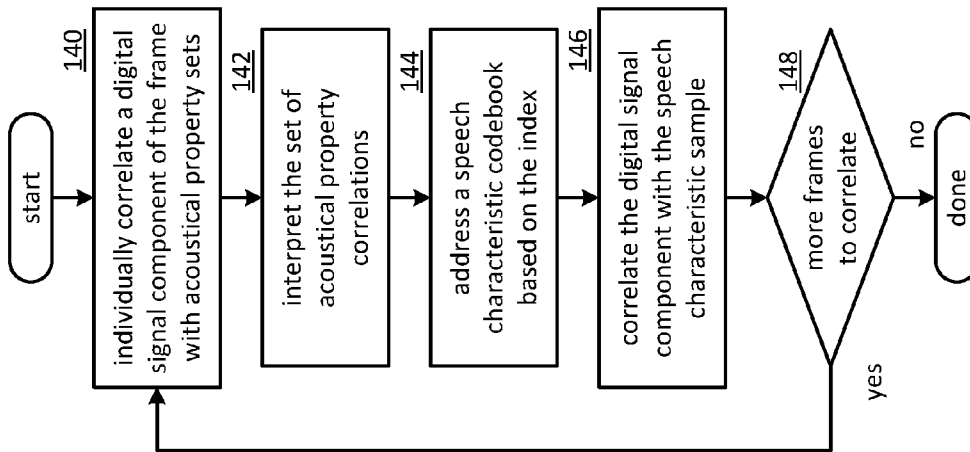 start
140
individually correlate a digital
signal component of the frame
with acoustical property sets
142
interpret the set of
acoustical property
correlations
144
address a speech
characteristic codebook
based on the index
146
correlate the digital signal
component with the speech
characteristic sample
148
more frames
to correlate
yes
no
done